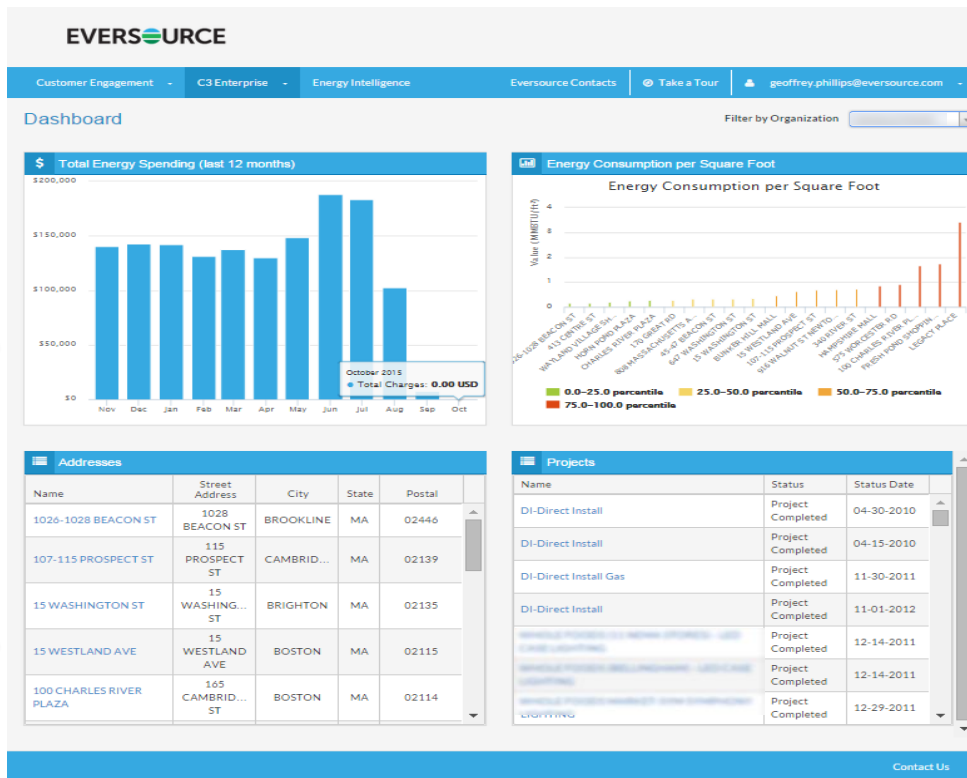 EVERSOURCE
Customer Engagement
C3 Enterprise
Energy Intelligence
Eversource Contacts
Take a Tour
geoffrey.phillips@eversource.com
Dashboard
Filter by Organization
$ Total Energy Spending (last 12 months)
$200,000
$150,000
$100,000
$50,000
$0
Nov Dec Jan Feb Mar Apr May Jun Jul Aug Sep Oct
October 2015
Total Charges: 0.00 USD
Energy Consumption per Square Foot
Energy Consumption per Square Foot
Value (MMBTU/ft²)
4
3
2
1
0
1026-1028 BEACON ST
413 CENTRE ST
WAYLAND VILLAGE SH...
HORN POND PLAZA
CHARLES RIVER PLAZA
170 GREAT RD
808 MASSACHUSETTS A...
45-47 BEACON ST
647 WASHINGTON ST
15 WASHINGTON ST
BUNKER HILL MALL
15 WESTLAND AVE
107-115 PROSPECT ST
916 WALNUT ST NEWTO...
340 RIVER ST
HAMPSHIRE MALL
575 WORCESTER RD
100 CHARLES RIVER PL...
FRESH POND SHOPPIN...
LEGACY PLACE
0.0–25.0 percentile
25.0–50.0 percentile
50.0–75.0 percentile
75.0–100.0 percentile
Addresses
Name Street Address City State Postal
1026-1028 BEACON ST 1028 BEACON ST BROOKLINE MA 02446
107-115 PROSPECT ST 115 PROSPECT ST CAMBRID... MA 02139
15 WASHINGTON ST 15 WASHING... ST BRIGHTON MA 02135
15 WESTLAND AVE 15 WESTLAND AVE BOSTON MA 02115
100 CHARLES RIVER PLAZA 165 CAMBRID... ST BOSTON MA 02114
Projects
Name Status Status Date
DI-Direct Install Project Completed 04-30-2010
DI-Direct Install Project Completed 04-15-2010
DI-Direct Install Gas Project Completed 11-30-2011
DI-Direct Install Project Completed 11-01-2012
Project Completed 12-14-2011
Project Completed 12-14-2011
LIGHTING Project Completed 12-29-2011
Contact Us